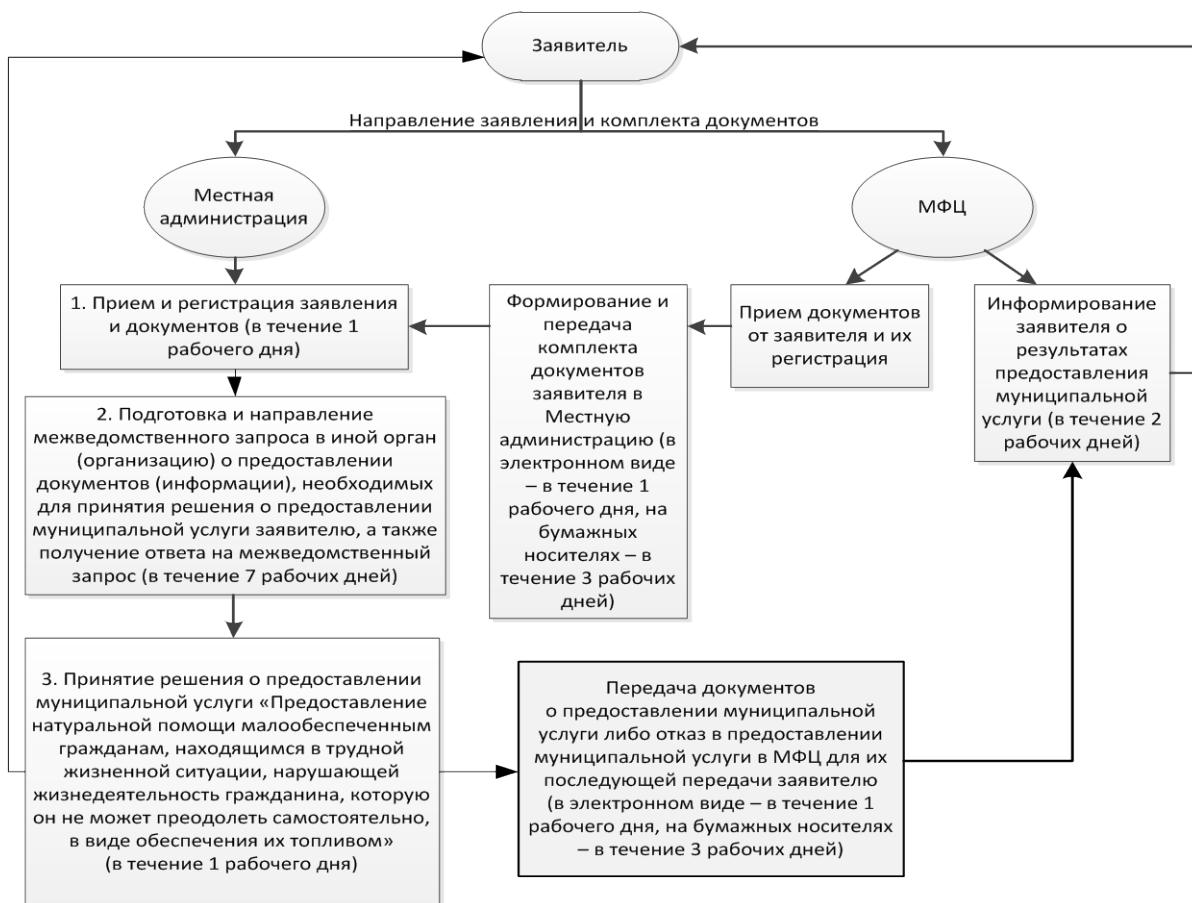 Заявитель
Направление заявления и комплекта документов
Местная
администрация
МФЦ
1. Прием и регистрация заявления
и документов (в течение 1
рабочего дня)
Формирование и
передача
комплекта
документов
заявителя в
Местную
администрацию (в
электронном виде
– в течение 1
рабочего дня, на
бумажных
носителях – в
течение 3 рабочих
дней)
Прием документов
от заявителя и их
регистрация
Информирование
заявителя о
результатах
предоставления
муниципальной
услуги (в течение 2
рабочих дней)
2. Подготовка и направление
межведомственного запроса в иной орган
(организацию) о предоставлении
документов (информации), необходимых
для принятия решения о предоставлении
муниципальной услуги заявителю, а также
получение ответа на межведомственный
запрос (в течение 7 рабочих дней)
3. Принятие решения о предоставлении
муниципальной услуги «Предоставление
натуральной помощи малообеспеченным
гражданам, находящимся в трудной
жизненной ситуации, нарушающей
жизнедеятельность гражданина, которую
он не может преодолеть самостоятельно,
в виде обеспечения их топливом»
(в течение 1 рабочего дня)
Передача документов
о предоставлении муниципальной
услуги либо отказ в предоставлении
муниципальной услуги в МФЦ для их
последующей передачи заявителю
(в электронном виде – в течение 1
рабочего дня, на бумажных носителях
– в течение 3 рабочих дней)